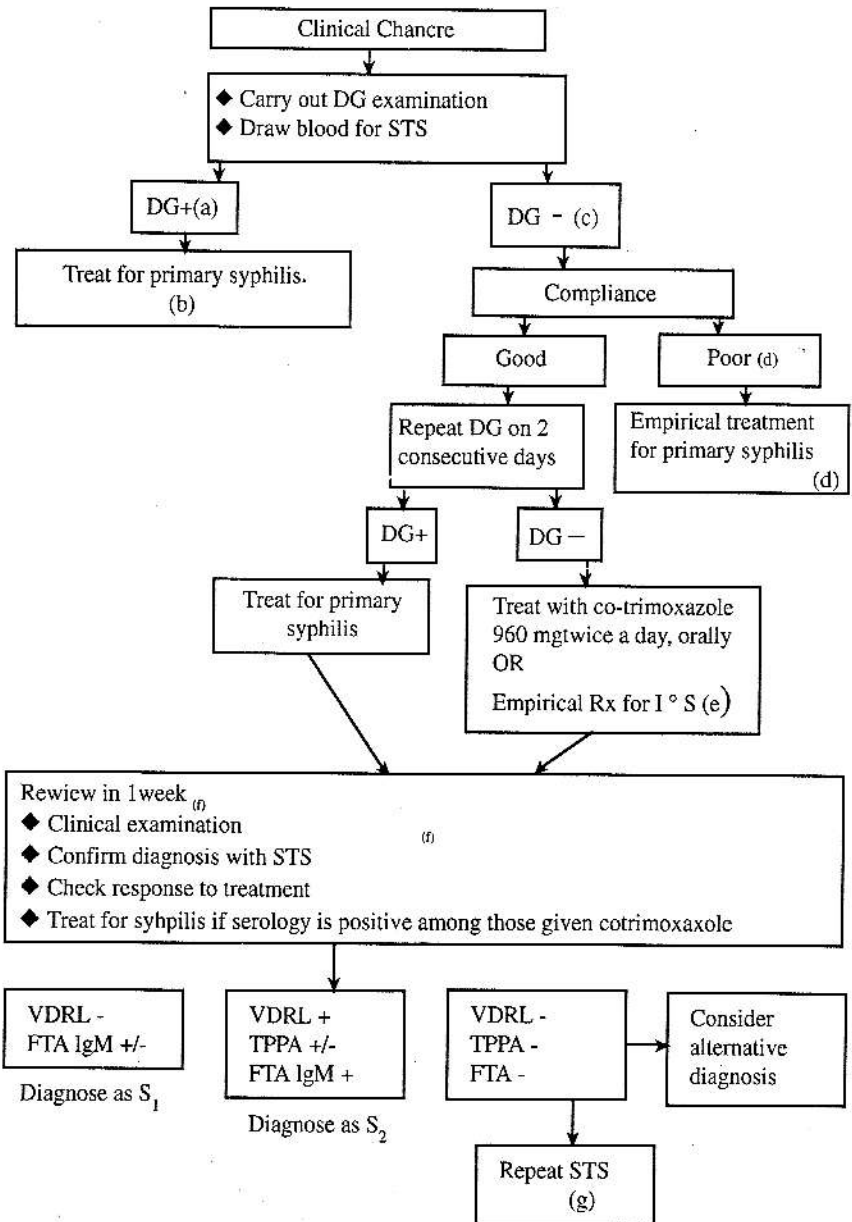 Clinical Chancre
◆ Carry out DG examination
◆ Draw blood for STS
DG+(a)
DG - (c)
Treat for primary syphilis.
(b)
Compliance
Good
Poor (d)
Repeat DG on 2
consecutive days
Empirical treatment
for primary syphilis
(d)
DG+
DG —
Treat for primary
syphilis
Treat with co-trimoxazole
960 mgtwice a day, orally
OR
Empirical Rx for I ° S (e)
Rewiew in 1week (f)
◆ Clinical examination
(f)
◆ Confirm diagnosis with STS
◆ Check response to treatment
◆ Treat for syhpilis if serology is positive among those given cotrimoxaxole
VDRL -
FTA lgM +/-
Diagnose as S1
VDRL +
TPPA +/-
FTA lgM +
Diagnose as S2
VDRL -
TPPA -
FTA -
Consider
alternative
diagnosis
Repeat STS
(g)